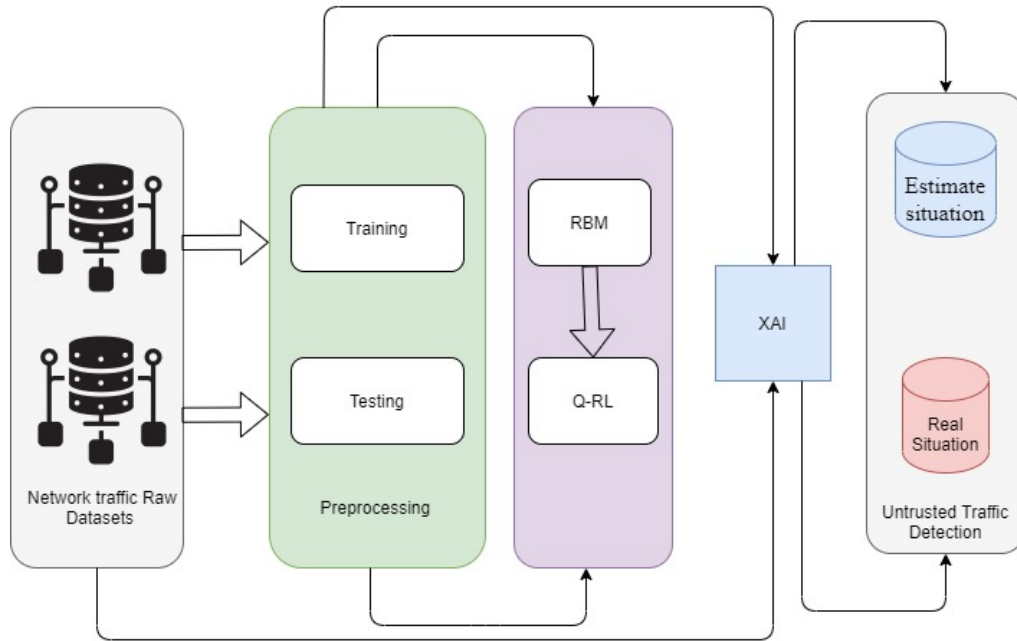 Network traffic Raw
Datasets
Training
Testing
Preprocessing
RBM
Q-RL
XAI
Estimate
situation
Real
Situation
Untrusted Traffic
Detection